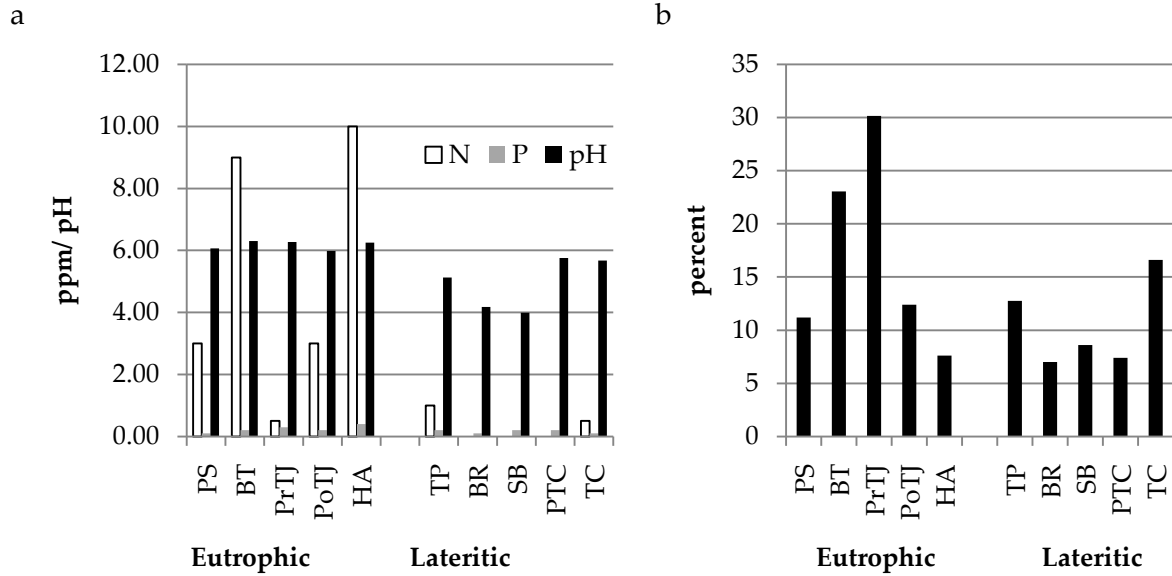 a
ppm/ pH
12.00
10.00
8.00
6.00
4.00
2.00
0.00
N P pH
PS BT PrTJ PoTJ HA TP BR SB PTC TC
Eutrophic Lateritic
b
percent
35
30
25
20
15
10
5
0
PS BT PrTJ PoTJ HA TP BR SB PTC TC
Eutrophic Lateritic